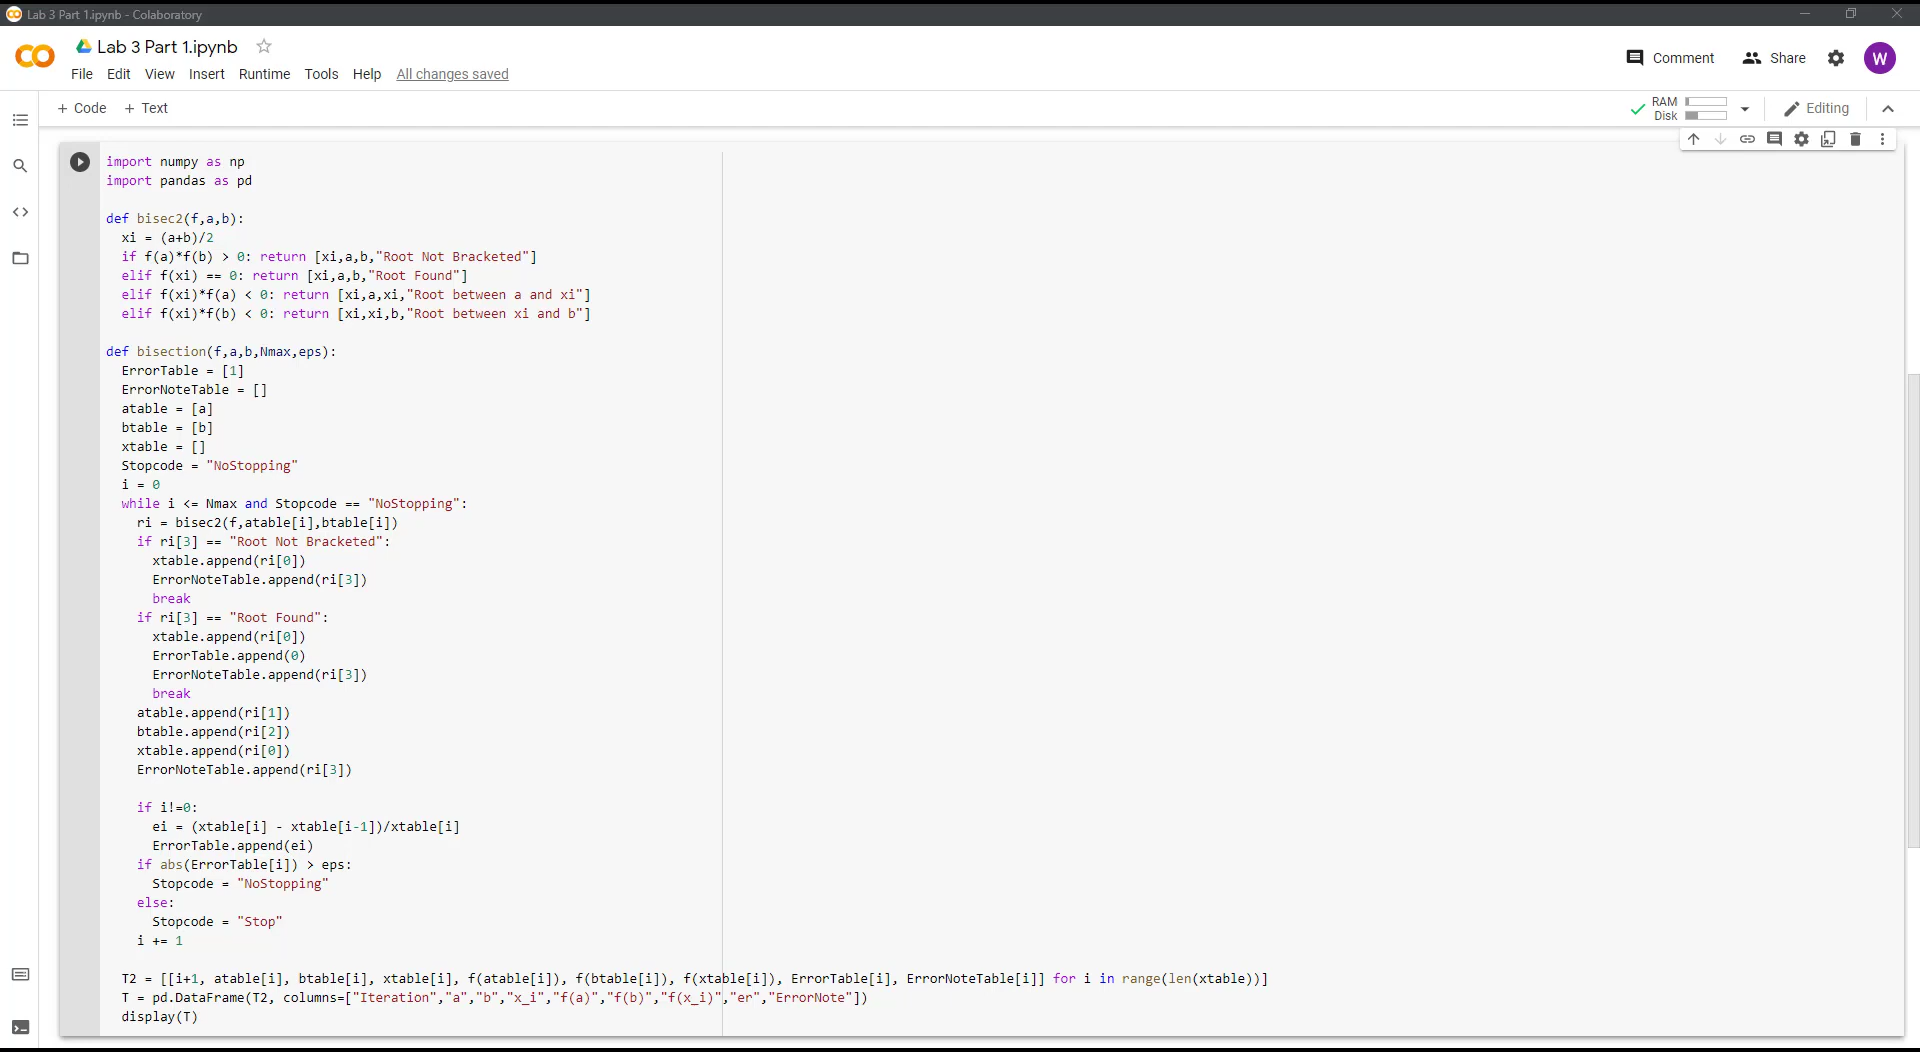 Lab 3 Part 1.ipynb - Colaboratory
Lab 3 Part 1.ipynb
File Edit View Insert Runtime Tools Help All changes saved
Comment Share W
+ Code + Text
RAM
Disk
Editing
import numpy as np
import pandas as pd
def bisec2(f,a,b):
  xi = (a+b)/2
  if f(a)*f(b) > 0: return [xi,a,b,"Root Not Bracketed"]
  elif f(xi) == 0: return [xi,a,b,"Root Found"]
  elif f(xi)*f(a) < 0: return [xi,a,xi,"Root between a and xi"]
  elif f(xi)*f(b) < 0: return [xi,xi,b,"Root between xi and b"]
def bisection(f,a,b,Nmax,eps):
  ErrorTable = [1]
  ErrorNoteTable = []
  atable = [a]
  btable = [b]
  xtable = []
  Stopcode = "NoStopping"
  i = 0
  while i <= Nmax and Stopcode == "NoStopping":
    ri = bisec2(f,atable[i],btable[i])
    if ri[3] == "Root Not Bracketed":
      xtable.append(ri[0])
      ErrorNoteTable.append(ri[3])
      break
    if ri[3] == "Root Found":
      xtable.append(ri[0])
      ErrorTable.append(0)
      ErrorNoteTable.append(ri[3])
      break
    atable.append(ri[1])
    btable.append(ri[2])
    xtable.append(ri[0])
    ErrorNoteTable.append(ri[3])
    if i!=0:
      ei = (xtable[i] - xtable[i-1])/xtable[i]
      ErrorTable.append(ei)
    if abs(ErrorTable[i]) > eps:
      Stopcode = "NoStopping"
    else:
      Stopcode = "Stop"
    i += 1
  T2 = [[i+1, atable[i], btable[i], xtable[i], f(atable[i]), f(btable[i]), f(xtable[i]), ErrorTable[i], ErrorNoteTable[i]] for i in range(len(xtable))]
  T = pd.DataFrame(T2, columns=["Iteration","a","b","x_i","f(a)","f(b)","f(x_i)","er","ErrorNote"])
  display(T)